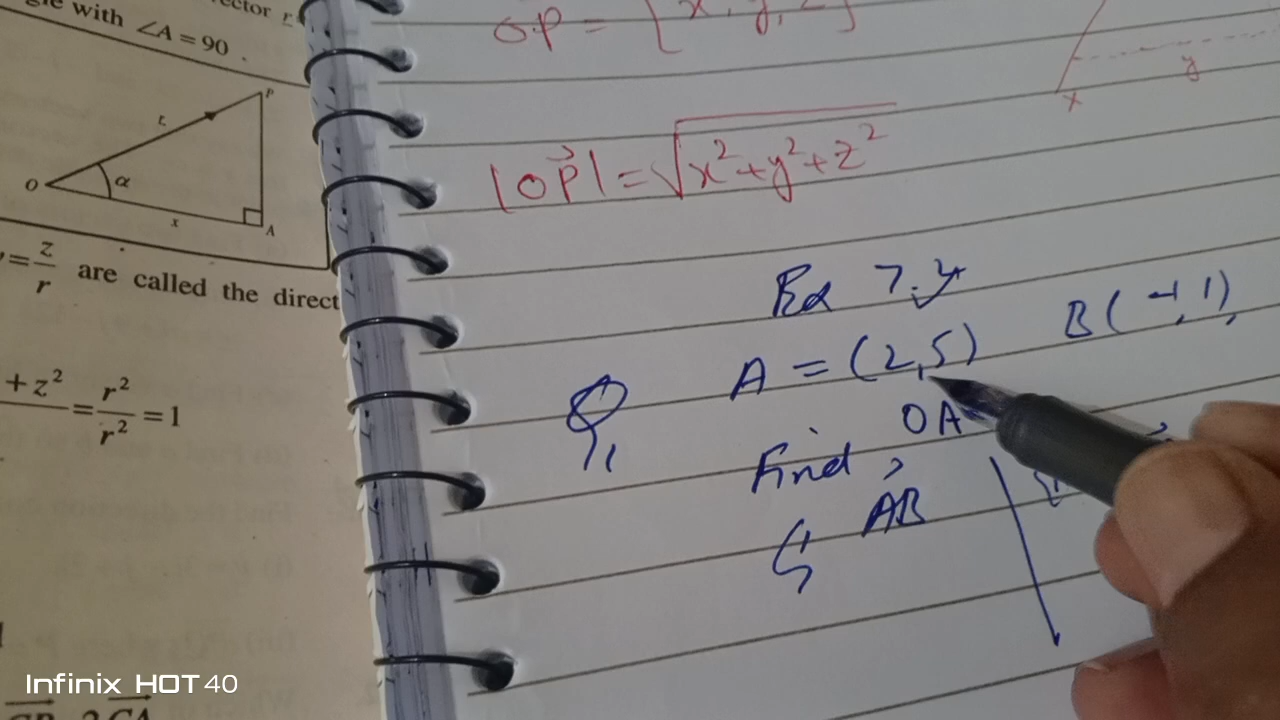 ector r
gle with ∠A = 90
P
r
O α
x
A
= z/r are called the direct
+ z² = r²/r² = 1
OP = [x, y, z]
y
x
|OP⃗| = √x² + y² + z²
Ex 7.4
A = (2,5) B(-1, 1),
OA
Find,
AB
Infinix HOT 40